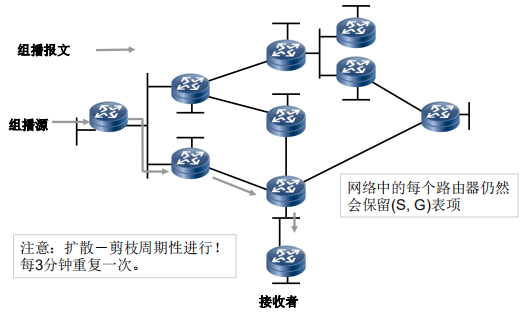 组播报文
组播源
网络中的每个路由器仍然
会保留(S, G)表项
注意：扩散－剪枝周期性进行！
每3分钟重复一次。
接收者